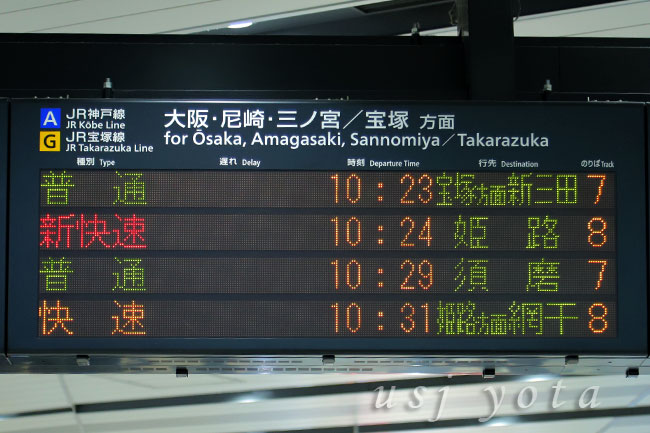 A JR神戸線
JR Kōbe Line
G JR宝塚線
JR Takarazuka Line
大阪・尼崎・三ノ宮／宝塚 方面
for Ōsaka, Amagasaki, Sannomiya／Takarazuka
種別 Type 遅れ Delay 時刻 Departure Time 行先 Destination のりば Track
普通 10:23 宝塚方面新三田 7
新快速 10:24 姫路 8
普通 10:29 須磨 7
快速 10:31 姫路方面網干 8
usj yota